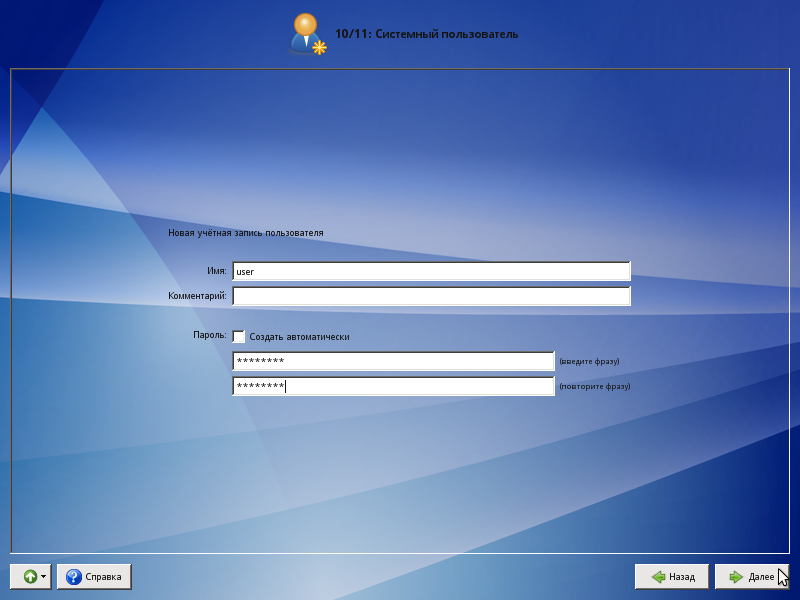 10/11: Системный пользователь
Новая учётная запись пользователя
Имя: user
Комментарий:
Пароль: Создать автоматически
******** (введите фразу)
******** (повторите фразу)
Справка Назад Далее